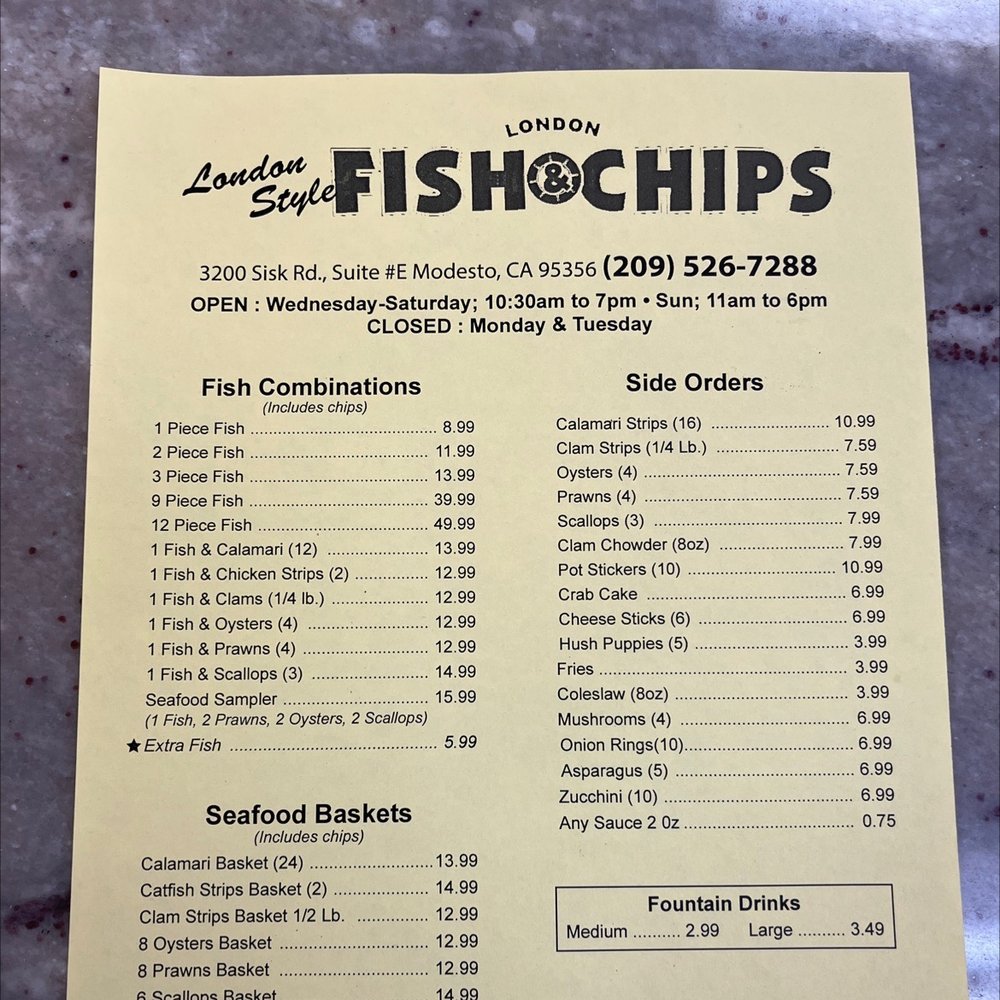 LONDON
London Style FISH & CHIPS
3200 Sisk Rd., Suite #E Modesto, CA 95356 (209) 526-7288
OPEN : Wednesday-Saturday; 10:30am to 7pm • Sun; 11am to 6pm
CLOSED : Monday & Tuesday
Fish Combinations
(Includes chips)
1 Piece Fish ........ 8.99
2 Piece Fish ........ 11.99
3 Piece Fish ........ 13.99
9 Piece Fish ........ 39.99
12 Piece Fish ........ 49.99
1 Fish & Calamari (12) ........ 13.99
1 Fish & Chicken Strips (2) ........ 12.99
1 Fish & Clams (1/4 lb.) ........ 12.99
1 Fish & Oysters (4) ........ 12.99
1 Fish & Prawns (4) ........ 12.99
1 Fish & Scallops (3) ........ 14.99
Seafood Sampler ........ 15.99
(1 Fish, 2 Prawns, 2 Oysters, 2 Scallops)
★ Extra Fish ........ 5.99
Seafood Baskets
(Includes chips)
Calamari Basket (24) ........ 13.99
Catfish Strips Basket (2) ........ 14.99
Clam Strips Basket 1/2 Lb. ........ 12.99
8 Oysters Basket ........ 12.99
8 Prawns Basket ........ 12.99
6 Scallops Basket ........ 14.99
Side Orders
Calamari Strips (16) ........ 10.99
Clam Strips (1/4 Lb.) ........ 7.59
Oysters (4) ........ 7.59
Prawns (4) ........ 7.59
Scallops (3) ........ 7.99
Clam Chowder (8oz) ........ 7.99
Pot Stickers (10) ........ 10.99
Crab Cake ........ 6.99
Cheese Sticks (6) ........ 6.99
Hush Puppies (5) ........ 3.99
Fries ........ 3.99
Coleslaw (8oz) ........ 3.99
Mushrooms (4) ........ 6.99
Onion Rings(10)........ 6.99
Asparagus (5) ........ 6.99
Zucchini (10) ........ 6.99
Any Sauce 2 0z ........ 0.75
Fountain Drinks
Medium .......... 2.99 Large .......... 3.49